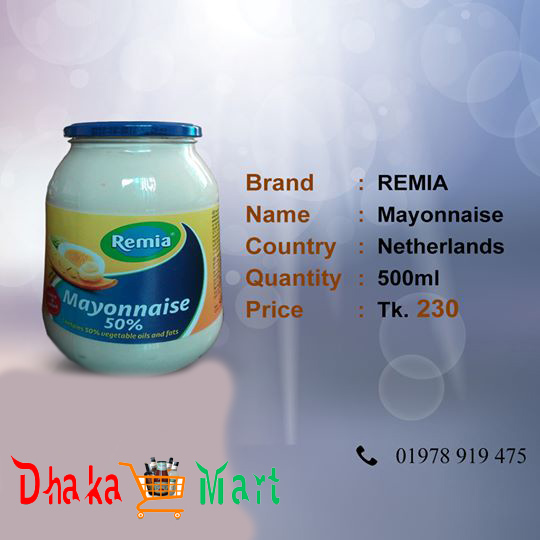 Remia
Mayonnaise
50%
contains 50% vegetable oils and fats
Brand : REMIA
Name : Mayonnaise
Country : Netherlands
Quantity : 500ml
Price : Tk. 230
01978 919 475
Dhaka Mart